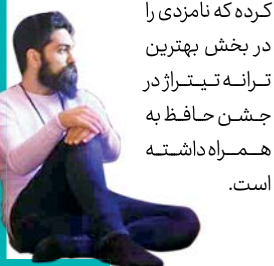 کرده که نامزدی را
در بخش بهترین
ترانه تیتراژ در
جشن حافظ به
همراه داشته
است.